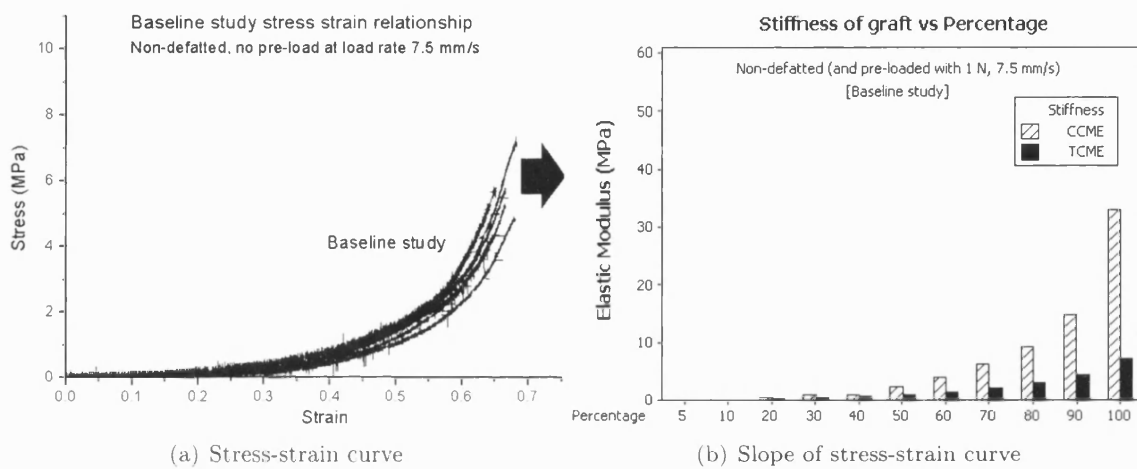 Baseline study stress strain relationship
Non-defatted, no pre-load at load rate 7.5 mm/s
10
8
6
4
2
0
Stress (MPa)
Baseline study
0.0 0.1 0.2 0.3 0.4 0.5 0.6 0.7
Strain
(a) Stress-strain curve
Stiffness of graft vs Percentage
Non-defatted (and pre-loaded with 1 N, 7.5 mm/s)
[Baseline study]
Stiffness
CCME
TCME
60
50
40
30
20
10
0
Elastic Modulus (MPa)
Percentage 5 10 20 30 40 50 60 70 80 90 100
(b) Slope of stress-strain curve